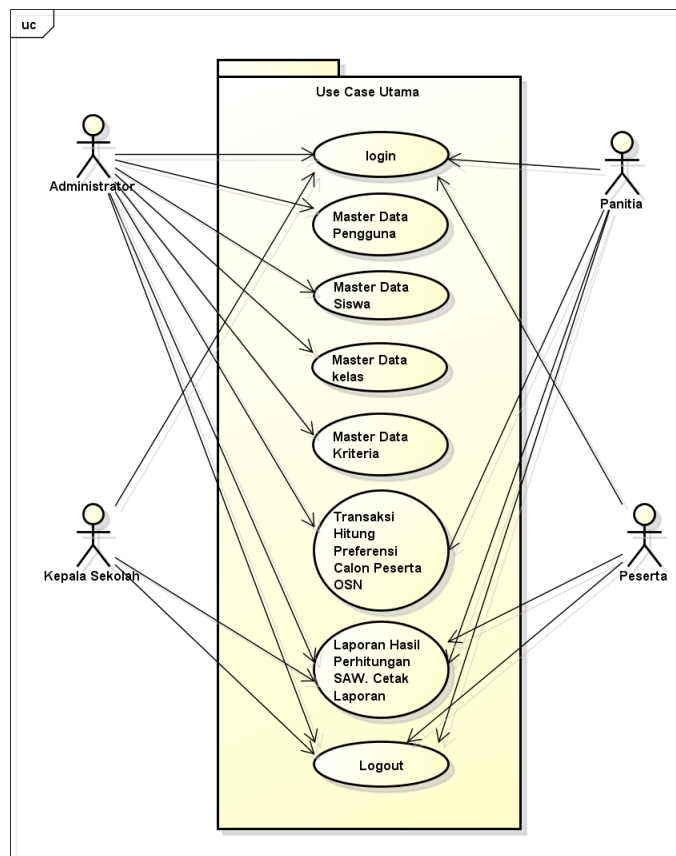 uc
Use Case Utama
login
Administrator
Panitia
Master Data
Pengguna
Master Data
Siswa
Master Data
kelas
Master Data
Kriteria
Transaksi
Hitung
Preferensi
Calon Peserta
OSN
Kepala Sekolah
Peserta
Laporan Hasil
Perhitungan
SAW. Cetak
Laporan
Logout